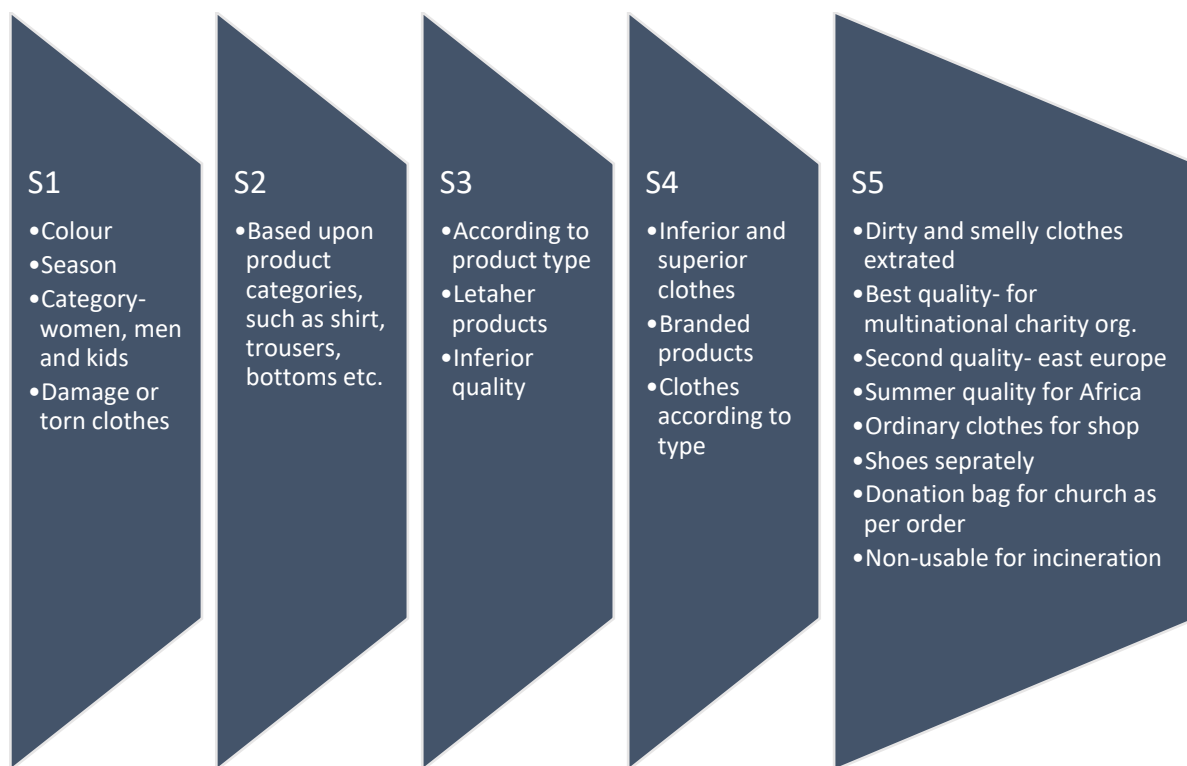 S1
•Colour
•Season
•Category-
women, men
and kids
•Damage or
torn clothes
S2
•Based upon
product
categories,
such as shirt,
trousers,
bottoms etc.
S3
•According to
product type
•Letaher
products
•Inferior
quality
S4
•Inferior and
superior
clothes
•Branded
products
•Clothes
according to
type
S5
•Dirty and smelly clothes
extrated
•Best quality- for
multinational charity org.
•Second quality- east europe
•Summer quality for Africa
•Ordinary clothes for shop
•Shoes seprately
•Donation bag for church as
per order
•Non-usable for incineration